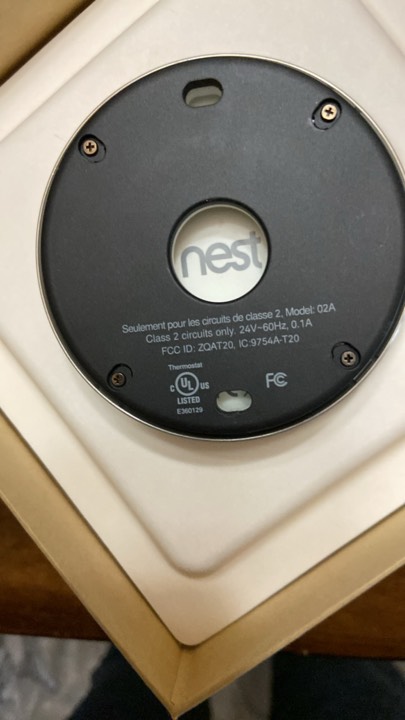 nest
Seulement pour les circuits de classe 2, Model: 02A
Class 2 circuits only. 24V~60Hz, 0.1A
FCC ID: ZQAT20, IC:9754A-T20
Thermostat
C UL US
LISTED
E360129
FC